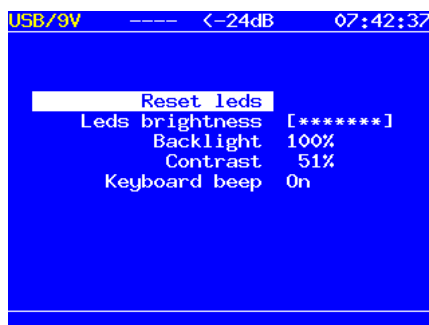 USB/9V ---- <-24dB 07:42:37
Reset leds
Leds brightness [*******]
Backlight 100%
Contrast 51%
Keyboard beep On